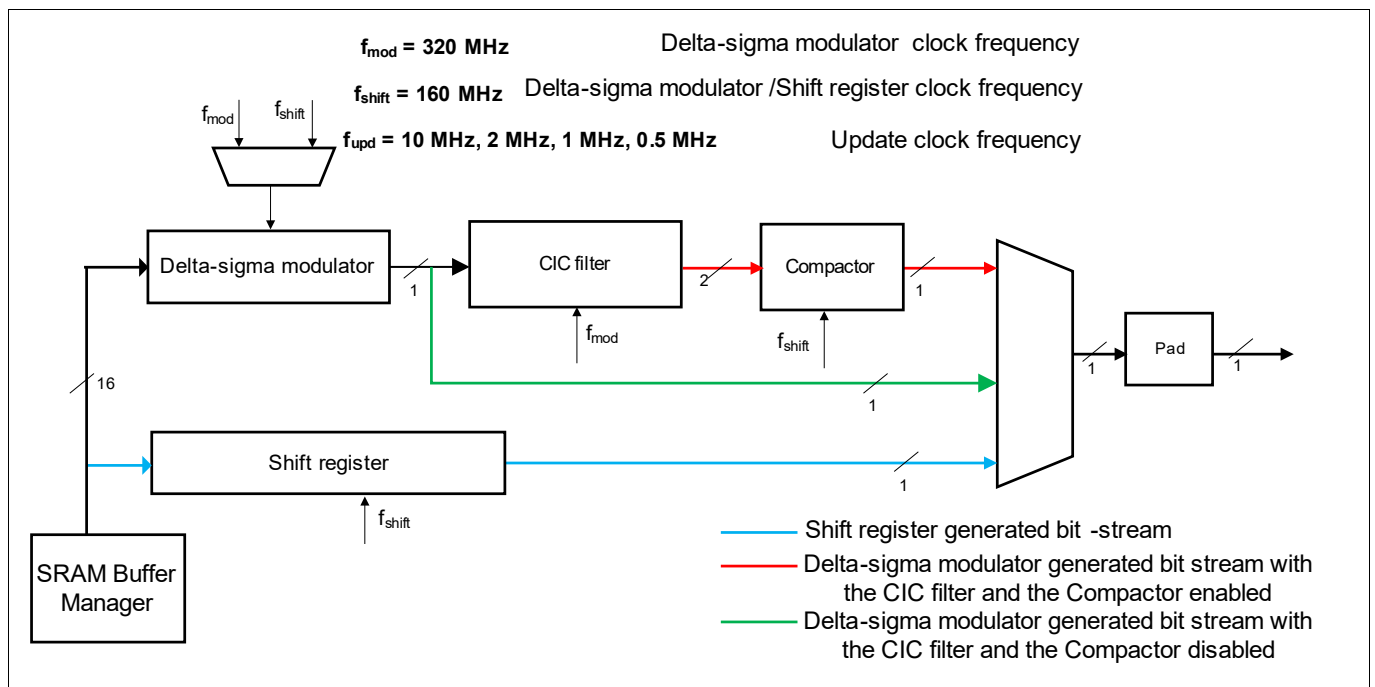 fmod = 320 MHz Delta-sigma modulator clock frequency
fshift = 160 MHz Delta-sigma modulator /Shift register clock frequency
fmod
fshift
fupd = 10 MHz, 2 MHz, 1 MHz, 0.5 MHz Update clock frequency
Delta-sigma modulator
1
CIC filter
2
Compactor
1
fmod
fshift
1
Pad
1
16
1
Shift register
1
fshift
SRAM Buffer
Manager
Shift register generated bit -stream
Delta-sigma modulator generated bit stream with
the CIC filter and the Compactor enabled
Delta-sigma modulator generated bit stream with
the CIC filter and the Compactor disabled